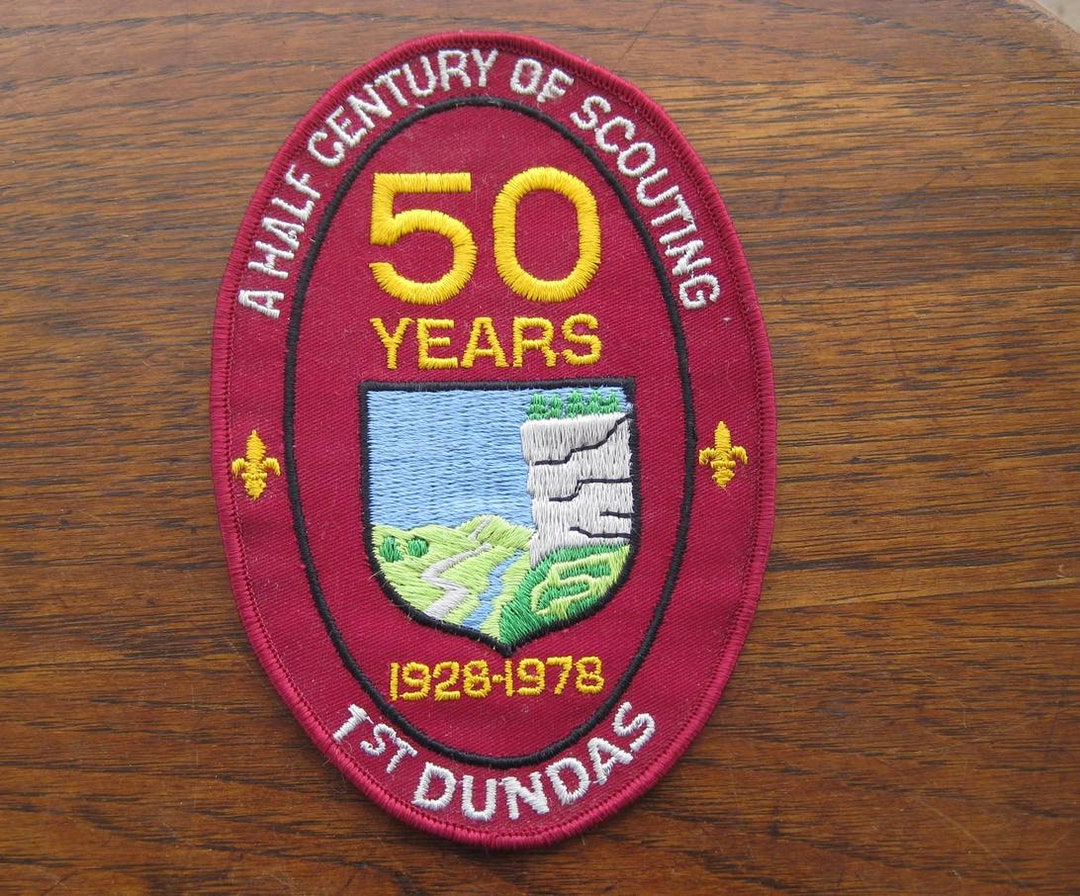 A HALF CENTURY OF SCOUTING
50
YEARS
1928-1978
1ST DUNDAS